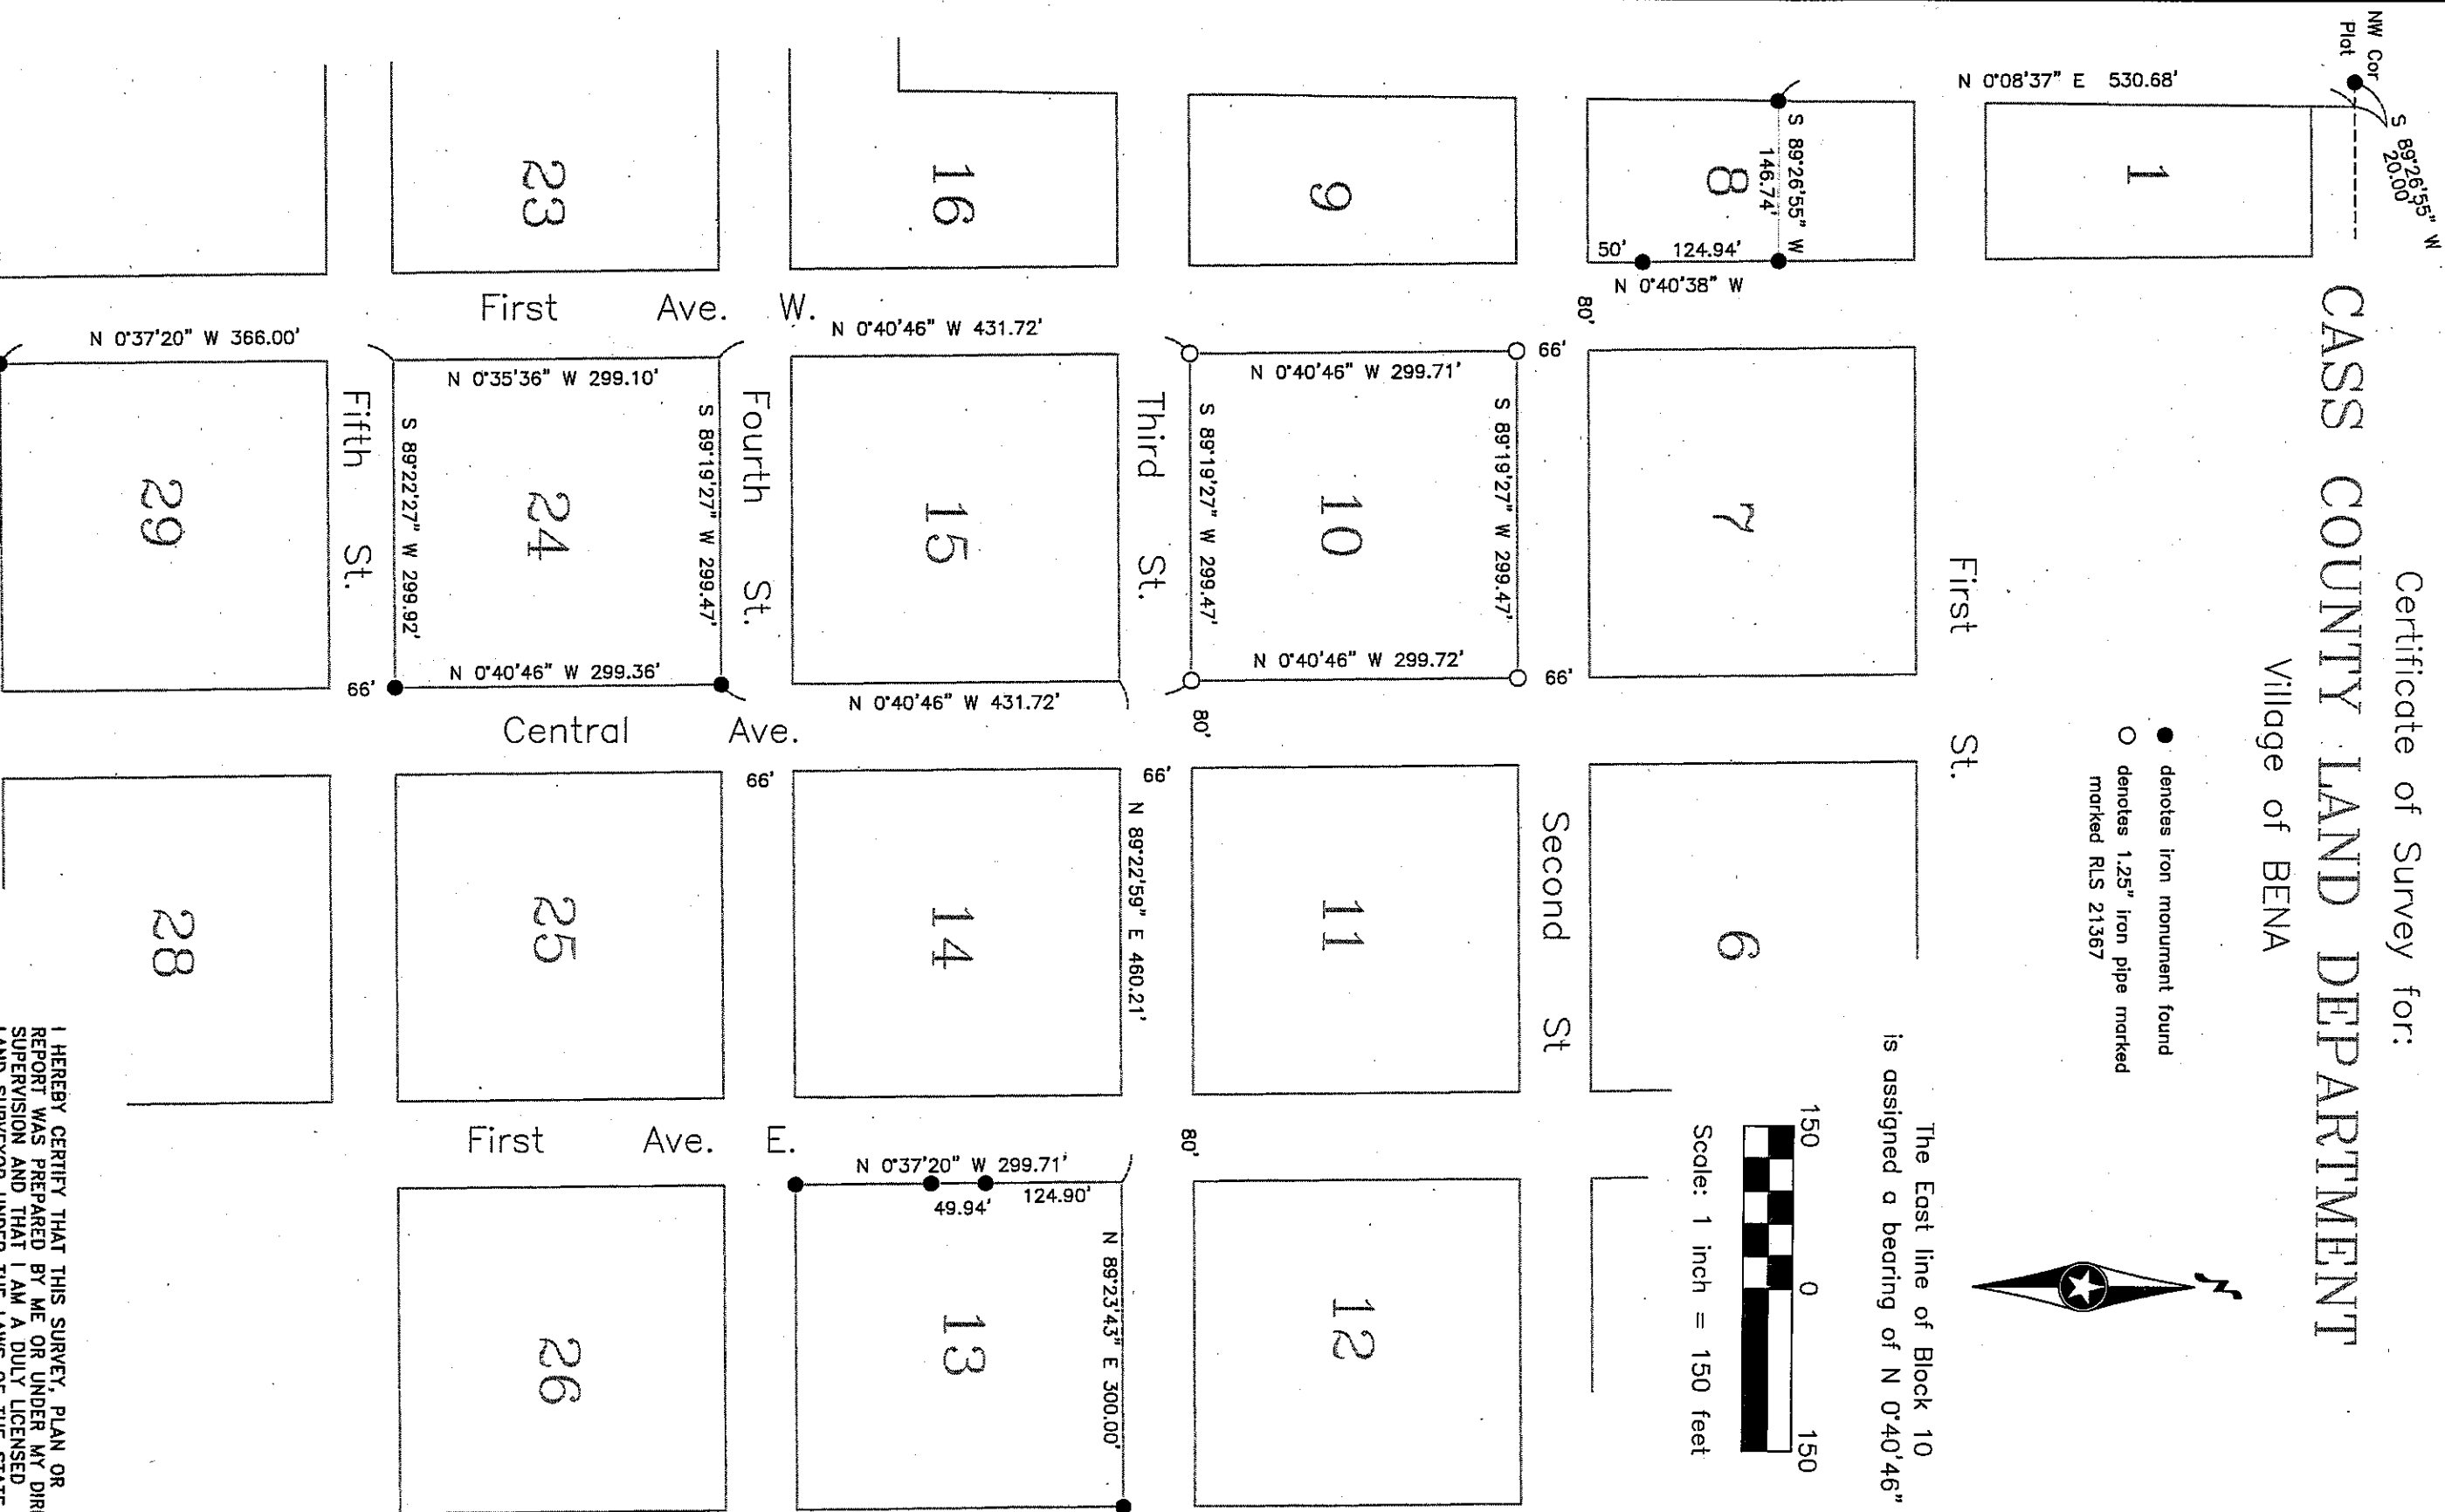 Certificate of Survey for:
CASS COUNTY LAND DEPARTMENT
Village of BENA
● denotes iron monument found
○ denotes 1.25" iron pipe marked
marked RLS 21367
The East line of Block 10
is assigned a bearing of N 0°40'46"
150 0 150
Scale: 1 inch = 150 feet
N
NW Cor
Plat
S 89°26'55" W
20.00'
N 0°08'37" E 530.68'
1
First St.
S 89°26'55" W
146.74'
8
50'
124.94'
N 0°40'38" W
80'
7
6
Second St
66'
66'
9
N 0°40'46" W 299.71'
S 89°19'27" W 299.47'
10
S 89°19'27" W 299.47'
N 0°40'46" W 299.72'
80'
11
80'
12
Third St.
66'
16
N 0°40'46" W 431.72'
15
N 0°40'46" W 431.72'
N 89°22'59" E 460.21'
14
N 0°37'20" W 299.71'
124.90'
49.94'
N 89°23'43" E 300.00'
13
Fourth St.
66'
23
First Ave. W.
N 0°35'36" W 299.10'
S 89°19'27" W 299.47'
24
S 89°22'27" W 299.92'
N 0°40'46" W 299.36'
Central Ave.
25
First Ave. E.
26
Fifth St.
66'
N 0°37'20" W 366.00'
29
28
I HEREBY CERTIFY THAT THIS SURVEY, PLAN OR
REPORT WAS PREPARED BY ME OR UNDER MY DIR
SUPERVISION AND THAT I AM A DULY LICENSED
LAND SURVEYOR UNDER THE LAWS OF THE STATE